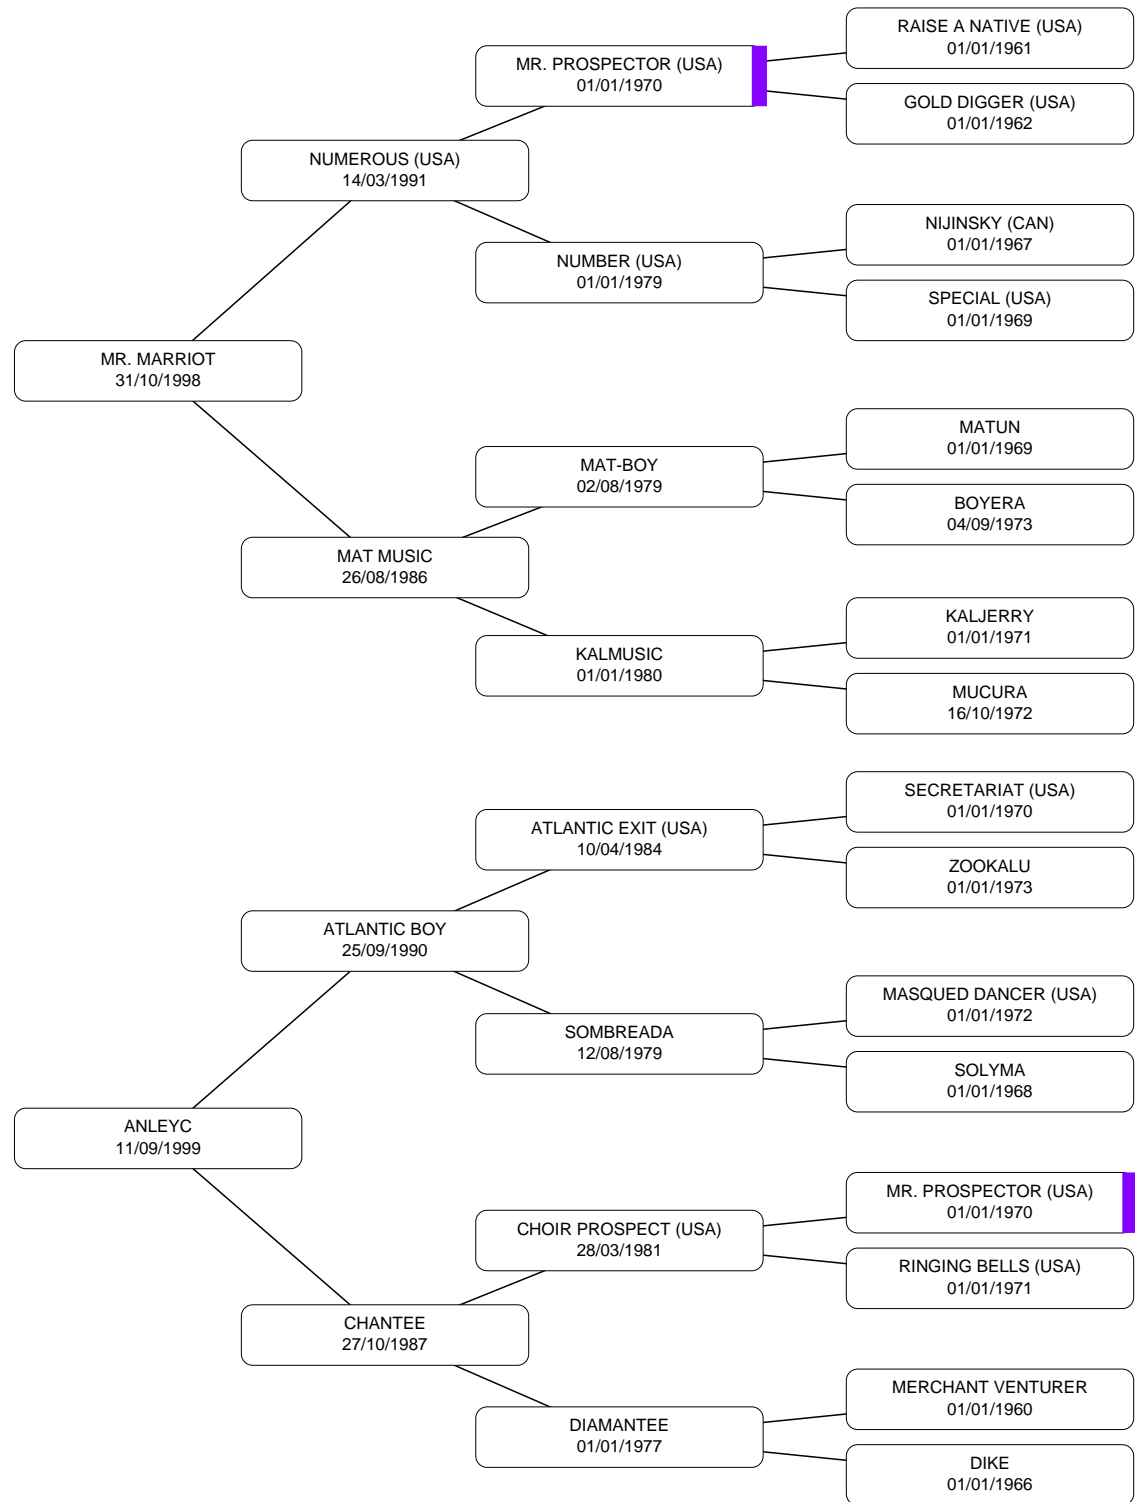 RAISE A NATIVE (USA)
01/01/1961
MR. PROSPECTOR (USA)
01/01/1970
GOLD DIGGER (USA)
01/01/1962
NUMEROUS (USA)
14/03/1991
NIJINSKY (CAN)
01/01/1967
NUMBER (USA)
01/01/1979
SPECIAL (USA)
01/01/1969
MR. MARRIOT
31/10/1998
MATUN
01/01/1969
MAT-BOY
02/08/1979
BOYERA
04/09/1973
MAT MUSIC
26/08/1986
KALJERRY
01/01/1971
KALMUSIC
01/01/1980
MUCURA
16/10/1972
SECRETARIAT (USA)
01/01/1970
ATLANTIC EXIT (USA)
10/04/1984
ZOOKALU
01/01/1973
ATLANTIC BOY
25/09/1990
MASQUED DANCER (USA)
01/01/1972
SOMBREADA
12/08/1979
SOLYMA
01/01/1968
ANLEYC
11/09/1999
MR. PROSPECTOR (USA)
01/01/1970
CHOIR PROSPECT (USA)
28/03/1981
RINGING BELLS (USA)
01/01/1971
CHANTEE
27/10/1987
MERCHANT VENTURER
01/01/1960
DIAMANTEE
01/01/1977
DIKE
01/01/1966